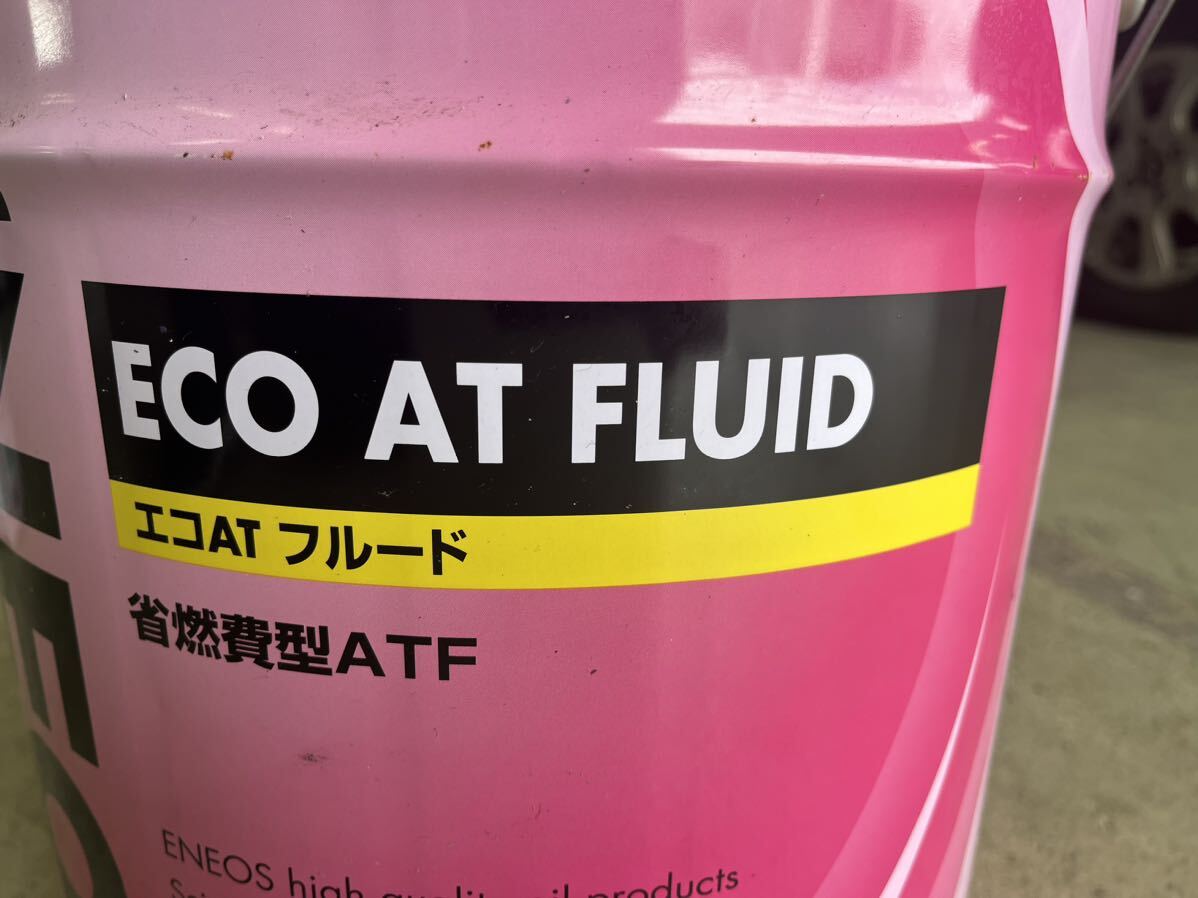 ECO AT FLUID
エコAT フルード
省燃費型ATF
ENEOS high quality oil products